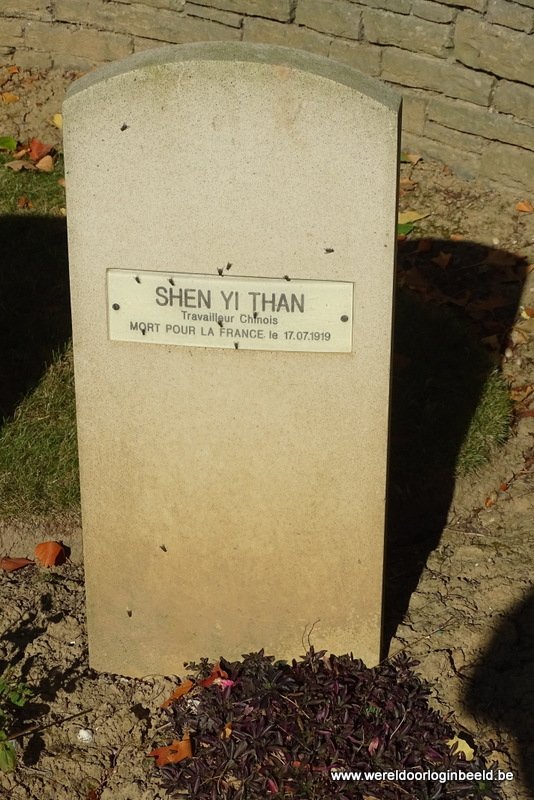 SHEN YI THAN
Travailleur Chinois
MORT POUR LA FRANCE le 17.07.1919
www.wereldoorloginbeeld.be